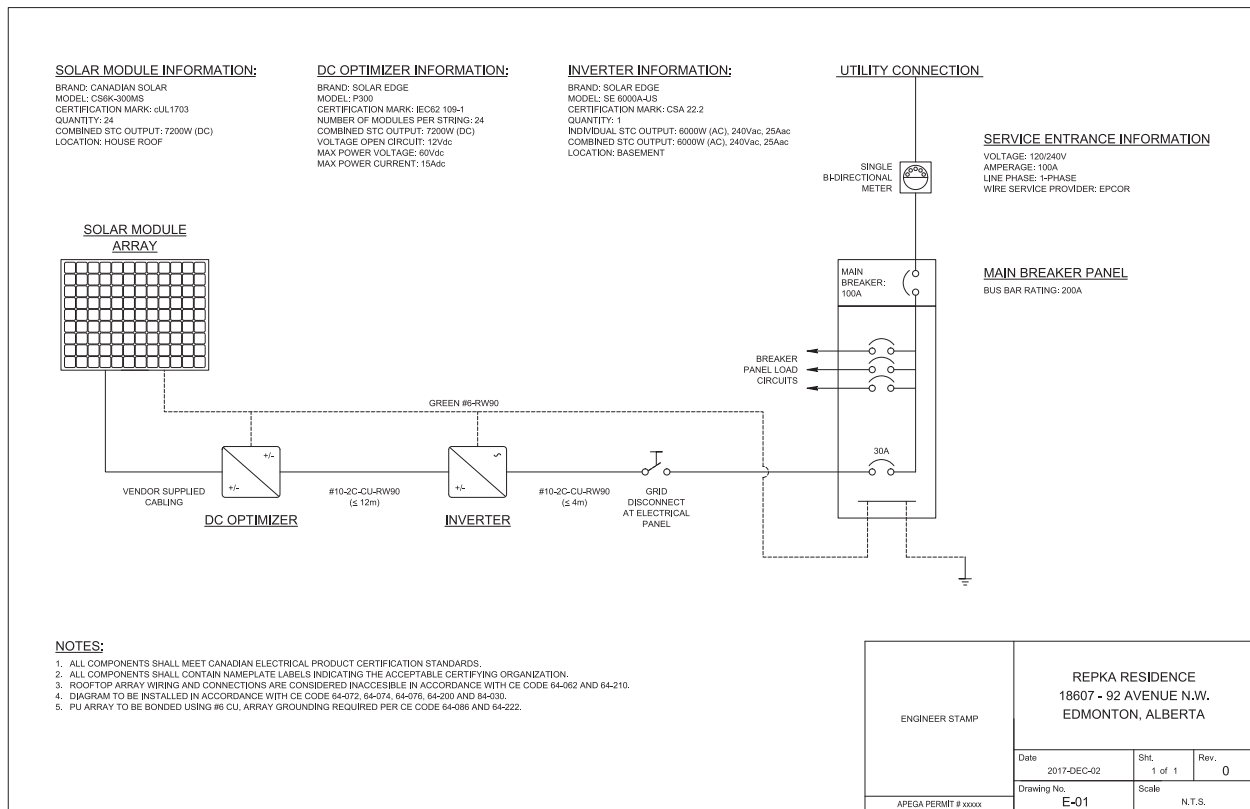 SOLAR MODULE INFORMATION:
BRAND: CANADIAN SOLAR
MODEL: CS6K-300MS
CERTIFICATION MARK: cUL1703
QUANTITY: 24
COMBINED STC OUTPUT: 7200W (DC)
LOCATION: HOUSE ROOF
DC OPTIMIZER INFORMATION:
BRAND: SOLAR EDGE
MODEL: P300
CERTIFICATION MARK: IEC62 109-1
NUMBER OF MODULES PER STRING: 24
COMBINED STC OUTPUT: 7200W (DC)
VOLTAGE OPEN CIRCUIT: 12Vdc
MAX POWER VOLTAGE: 60Vdc
MAX POWER CURRENT: 15Adc
INVERTER INFORMATION:
BRAND: SOLAR EDGE
MODEL: SE 6000A-US
CERTIFICATION MARK: CSA 22.2
QUANTITY: 1
INDIVIDUAL STC OUTPUT: 6000W (AC), 240Vac, 25Aac
COMBINED STC OUTPUT: 6000W (AC), 240Vac, 25Aac
LOCATION: BASEMENT
UTILITY CONNECTION
SINGLE
BI-DIRECTIONAL
METER
SERVICE ENTRANCE INFORMATION
VOLTAGE: 120/240V
AMPERAGE: 100A
LINE PHASE: 1-PHASE
WIRE SERVICE PROVIDER: EPCOR
SOLAR MODULE
ARRAY
MAIN
BREAKER:
100A
MAIN BREAKER PANEL
BUS BAR RATING: 200A
BREAKER
PANEL LOAD
CIRCUITS
GREEN #6-RW90
30A
+/-
+/-
+/-
VENDOR SUPPLIED
CABLING
DC OPTIMIZER
#10-2C-CU-RW90
(≤ 12m)
INVERTER
#10-2C-CU-RW90
(≤ 4m)
GRID
DISCONNECT
AT ELECTRICAL
PANEL
NOTES:
1. ALL COMPONENTS SHALL MEET CANADIAN ELECTRICAL PRODUCT CERTIFICATION STANDARDS.
2. ALL COMPONENTS SHALL CONTAIN NAMEPLATE LABELS INDICATING THE ACCEPTABLE CERTIFYING ORGANIZATION.
3. ROOFTOP ARRAY WIRING AND CONNECTIONS ARE CONSIDERED INACCESIBLE IN ACCORDANCE WITH CE CODE 64-062 AND 64-210.
4. DIAGRAM TO BE INSTALLED IN ACCORDANCE WITH CE CODE 64-072, 64-074, 64-076, 64-200 AND 84-030.
5. PU ARRAY TO BE BONDED USING #6 CU, ARRAY GROUNDING REQUIRED PER CE CODE 64-086 AND 64-222.
ENGINEER STAMP
APEGA PERMIT # xxxxx
REPKA RESIDENCE
18607 - 92 AVENUE N.W.
EDMONTON, ALBERTA
Date
2017-DEC-02
Sht.
1 of 1
Rev.
0
Drawing No.
E-01
Scale
N.T.S.